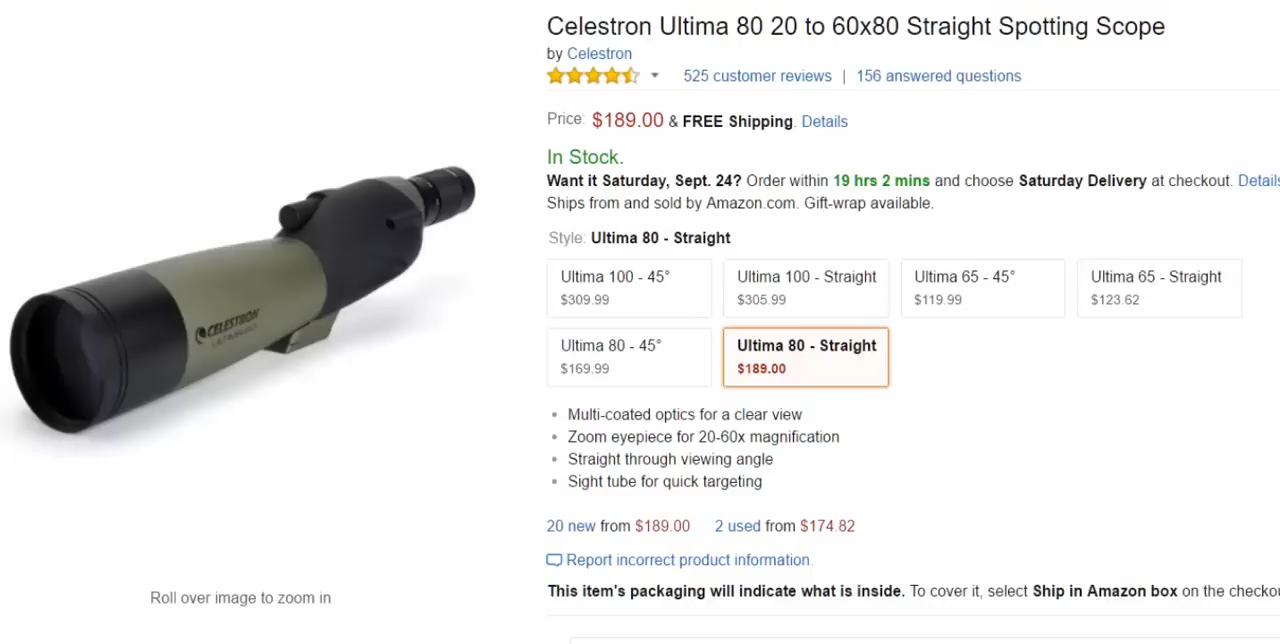 Celestron Ultima 80 20 to 60x80 Straight Spotting Scope
by Celestron
525 customer reviews | 156 answered questions
Price: $189.00 & FREE Shipping. Details
In Stock.
Want it Saturday, Sept. 24? Order within 19 hrs 2 mins and choose Saturday Delivery at checkout. Details
Ships from and sold by Amazon.com. Gift-wrap available.
Style: Ultima 80 - Straight
Ultima 100 - 45° Ultima 100 - Straight Ultima 65 - 45° Ultima 65 - Straight
$309.99 $305.99 $119.99 $123.62
Ultima 80 - 45° Ultima 80 - Straight
$169.99 $189.00
CELESTRON
• Multi-coated optics for a clear view
• Zoom eyepiece for 20-60x magnification
• Straight through viewing angle
• Sight tube for quick targeting
20 new from $189.00 2 used from $174.82
Report incorrect product information.
This item's packaging will indicate what is inside. To cover it, select Ship in Amazon box on the
Roll over image to zoom in